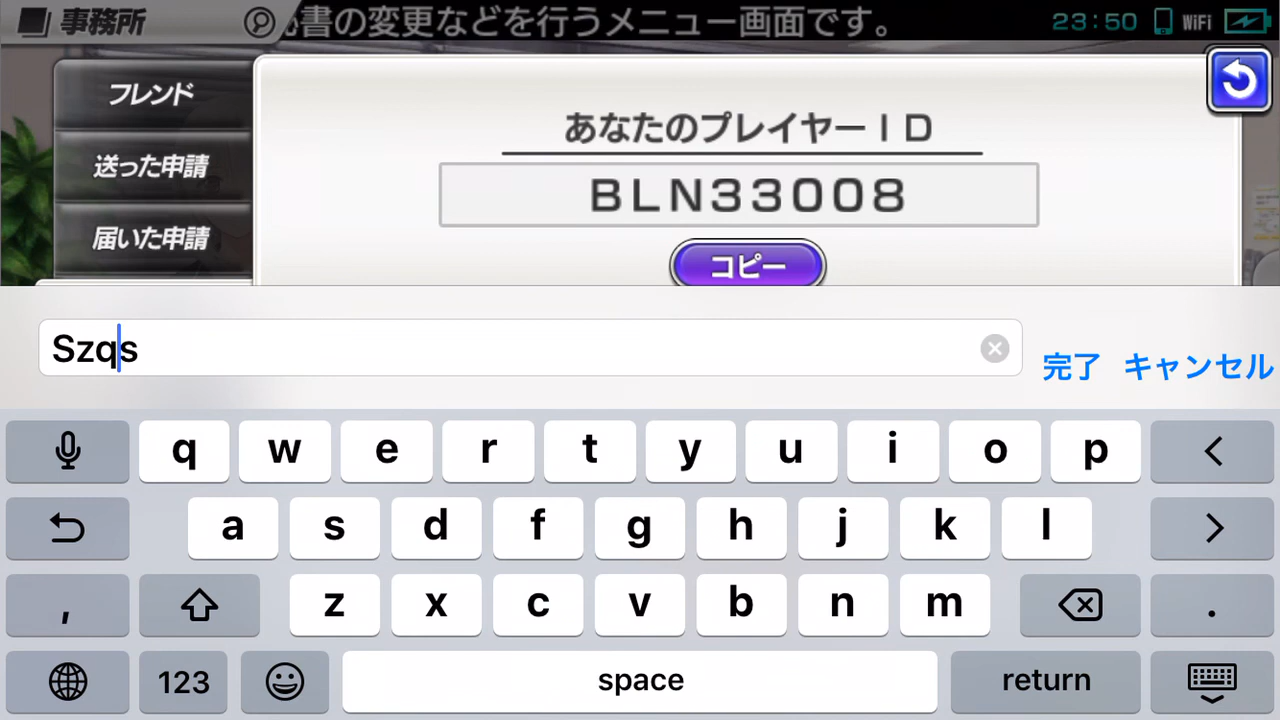 事務所
書の変更などを行うメニュー画面です。
23:50 WiFi
フレンド
送った申請
届いた申請
あなたのプレイヤーID
BLN33008
コピー
Szqs
完了 キャンセル
q w e r t y u i o p <
a s d f g h j k l >
, z x c v b n m .
123 space return